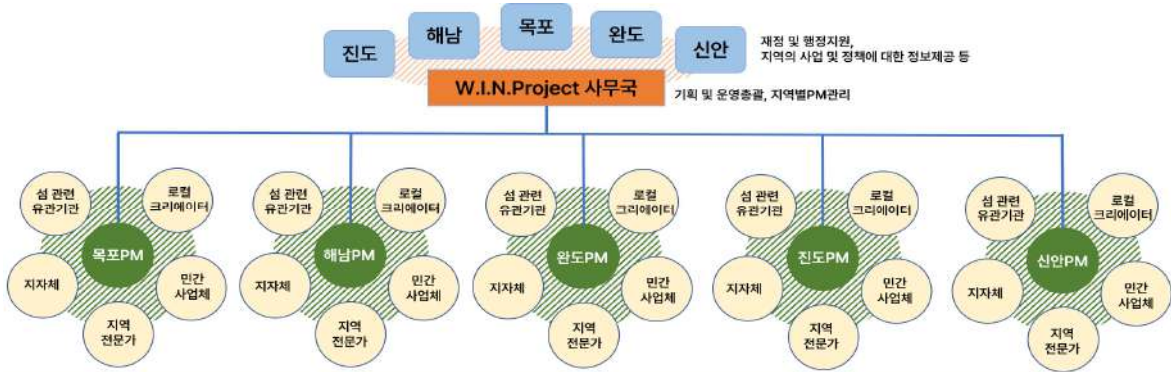 진도
해남
목포
완도
신안
재정 및 행정지원,
지역의 사업 및 정책에 대한 정보제공 등
W.I.N.Project 사무국
기획 및 운영총괄, 지역별PM관리
섬 관련
유관기관
로컬
크리에이터
목포PM
지자체
민간
사업체
지역
전문가
섬 관련
유관기관
로컬
크리에이터
해남PM
지자체
민간
사업체
지역
전문가
섬 관련
유관기관
로컬
크리에이터
완도PM
지자체
민간
사업체
지역
전문가
섬 관련
유관기관
로컬
크리에이터
진도PM
지자체
민간
사업체
지역
전문가
섬 관련
유관기관
로컬
크리에이터
신안PM
지자체
민간
사업체
지역
전문가